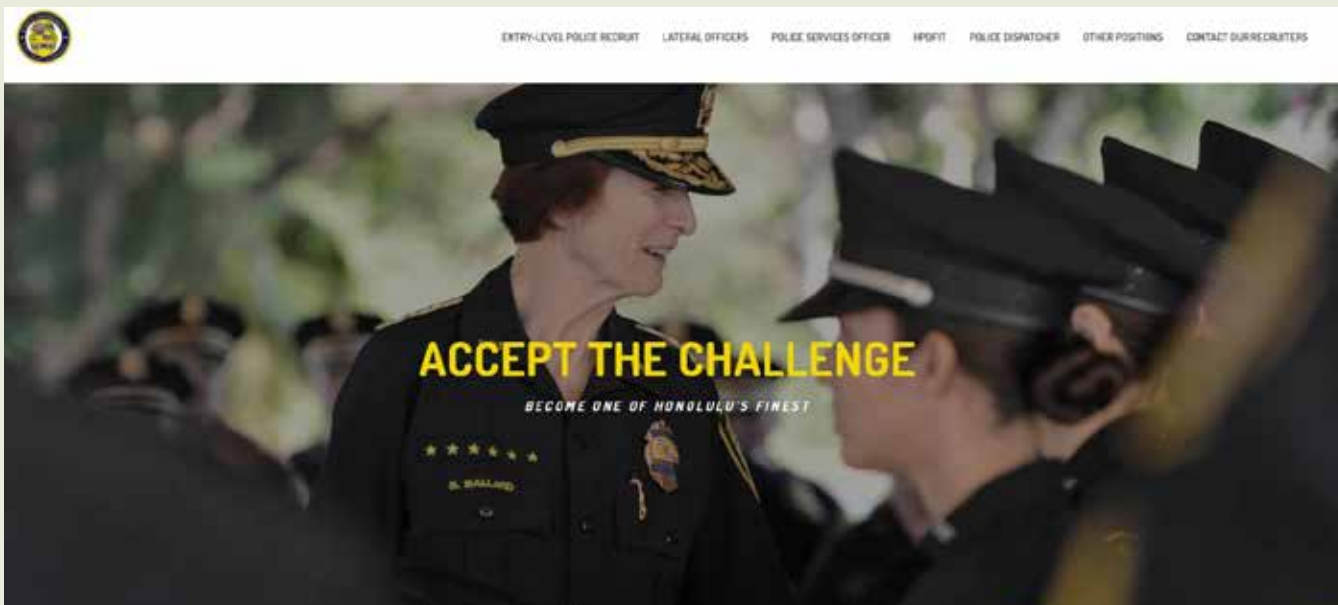 ENTRY-LEVEL POLICE RECRUIT LATERAL OFFICERS POLICE SERVICES OFFICER HPDFIT POLICE DISPATCHER OTHER POSITIONS CONTACT OUR RECRUITERS
ACCEPT THE CHALLENGE
BECOME ONE OF HONOLULU'S FINEST
S. BALLARD